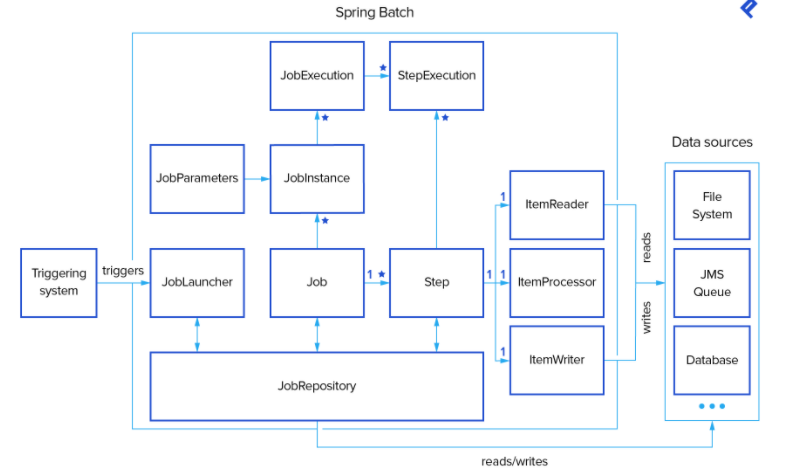 Spring Batch
JobExecution
StepExecution
★
★
★
Data sources
JobParameters
JobInstance
1
ItemReader
File
System
★
reads
Triggering
system
triggers
JobLauncher
Job
1 ★
Step
1
1
ItemProcessor
JMS
Queue
writes
1
ItemWriter
Database
JobRepository
reads/writes